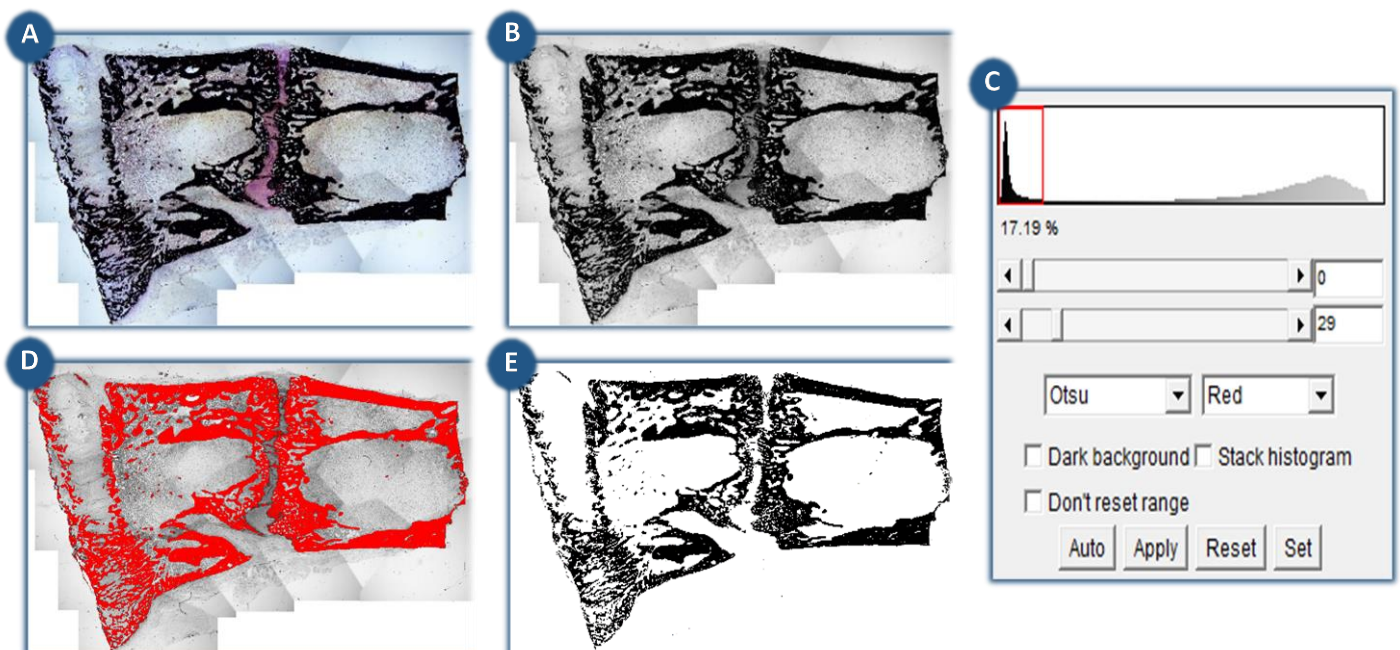 A
B
C
17.19 %
0
29
Otsu Red
Dark background Stack histogram
Don't reset range
Auto Apply Reset Set
D
E